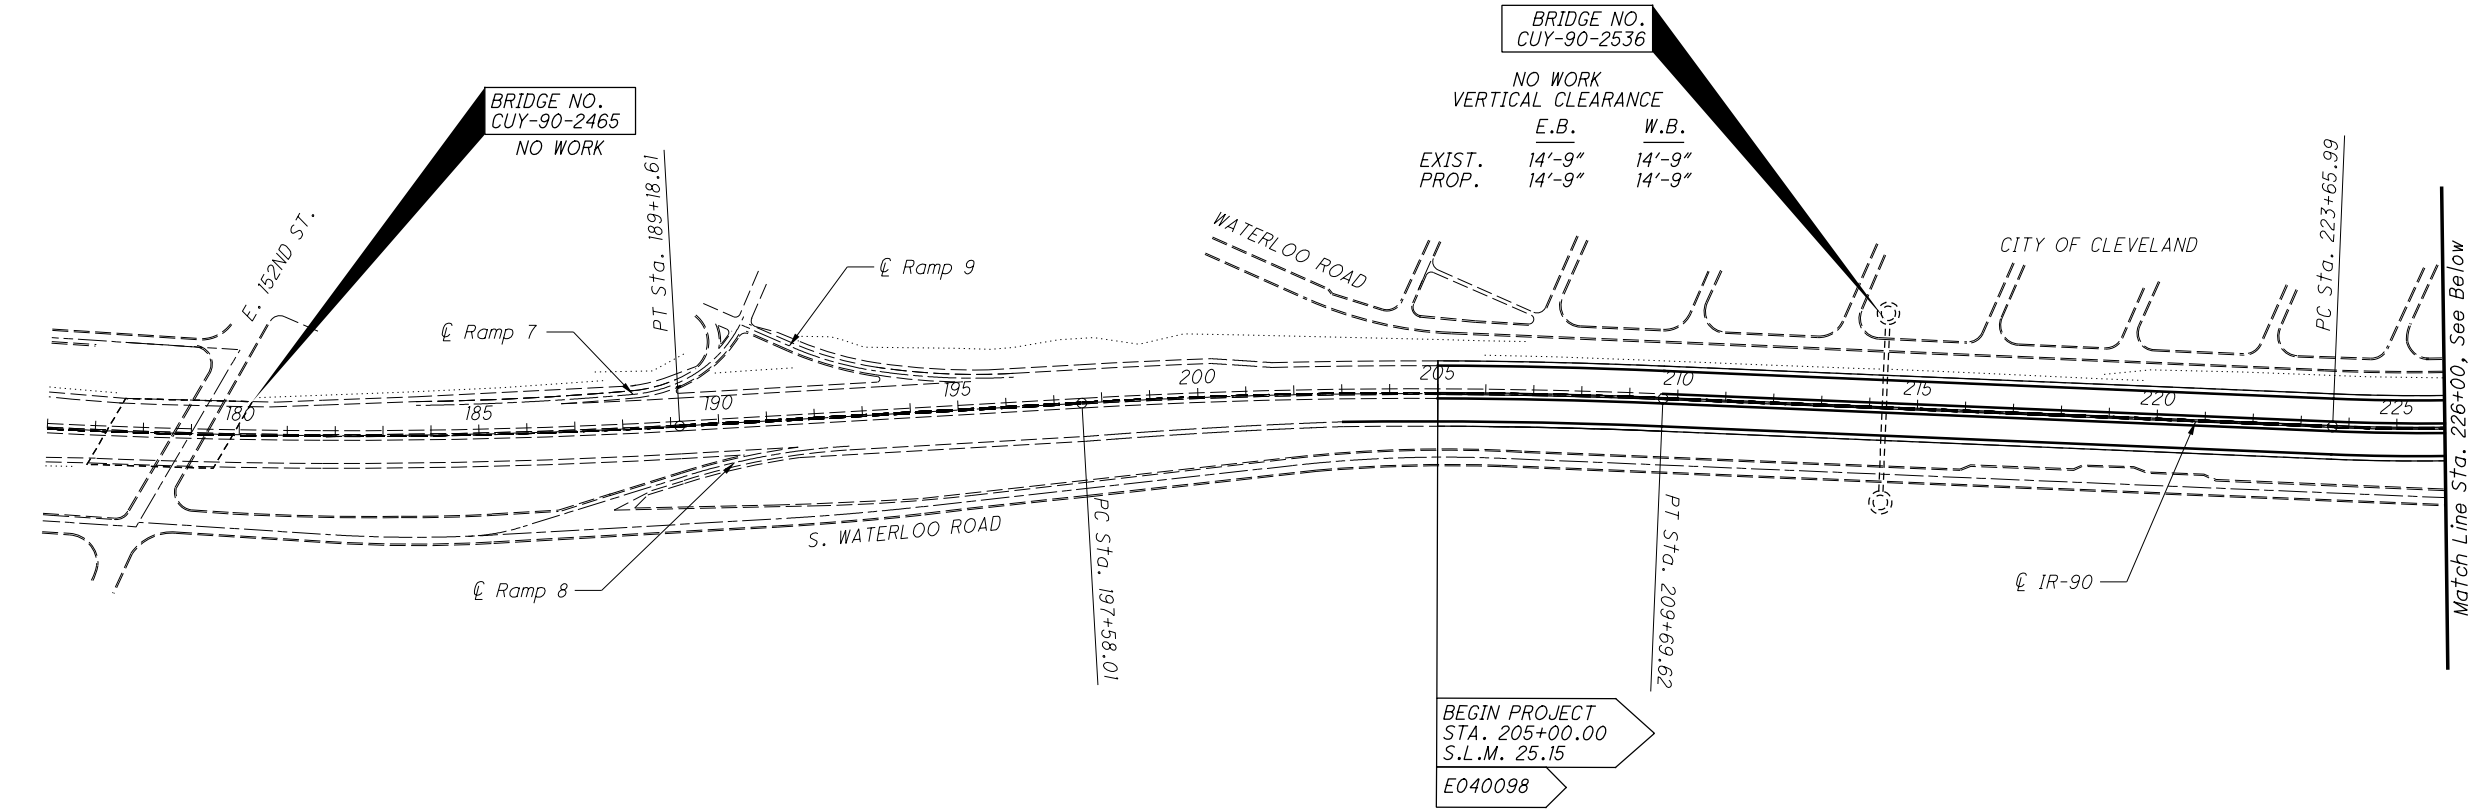 BRIDGE NO.
CUY-90-2536
NO WORK
VERTICAL CLEARANCE
E.B. W.B.
EXIST. 14'-9" 14'-9"
PROP. 14'-9" 14'-9"
BRIDGE NO.
CUY-90-2465
NO WORK
PT Sta. 189+18.61
PC Sta. 223+65.99
E. 152ND ST.
WATERLOO ROAD
CITY OF CLEVELAND
℄ Ramp 9
℄ Ramp 7
Match Line Sta. 226+00, See Below
180 185 190 195 200 205 210 215 220 225
S. WATERLOO ROAD
PC Sta. 197+58.01
PT Sta. 209+69.62
℄ Ramp 8
℄ IR-90
BEGIN PROJECT
STA. 205+00.00
S.L.M. 25.15
E040098